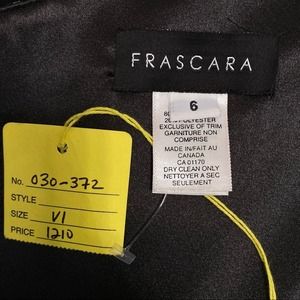 FRASCARA
6
POLYESTER
EXCLUSIVE OF TRIM
GARNITURE NON
COMPRISE
MADE IN/FAIT AU
CANADA
CA 01170
DRY CLEAN ONLY
NETTOYER A SEC
SEULEMENT
No. 030-372
STYLE
SIZE VI
PRICE 1210